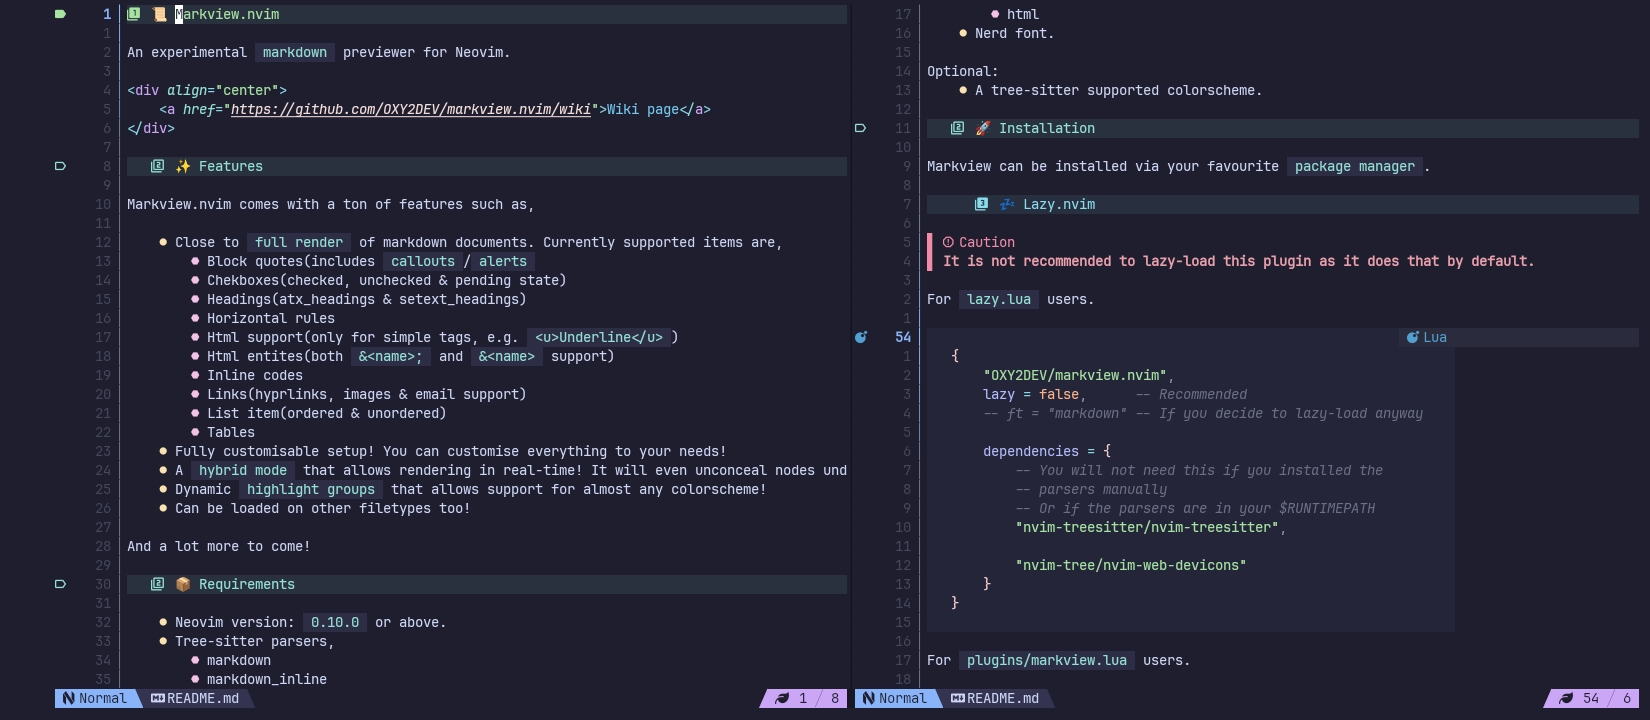 1 Markview.nvim
1
2 An experimental markdown previewer for Neovim.
3
4 <div align="center">
5 <a href="https://github.com/OXY2DEV/markview.nvim/wiki">Wiki page</a>
6 </div>
7
8 ✨ Features
9
10 Markview.nvim comes with a ton of features such as,
11
12 ● Close to full render of markdown documents. Currently supported items are,
13 ● Block quotes(includes callouts / alerts
14 ● Chekboxes(checked, unchecked & pending state)
15 ● Headings(atx_headings & setext_headings)
16 ● Horizontal rules
17 ● Html support(only for simple tags, e.g. <u>Underline</u> )
18 ● Html entites(both &<name>; and &<name> support)
19 ● Inline codes
20 ● Links(hyprlinks, images & email support)
21 ● List item(ordered & unordered)
22 ● Tables
23 ● Fully customisable setup! You can customise everything to your needs!
24 ● A hybrid mode that allows rendering in real-time! It will even unconceal nodes und
25 ● Dynamic highlight groups that allows support for almost any colorscheme!
26 ● Can be loaded on other filetypes too!
27
28 And a lot more to come!
29
30 📦 Requirements
31
32 ● Neovim version: 0.10.0 or above.
33 ● Tree-sitter parsers,
34 ● markdown
35 ● markdown_inline
Normal README.md 1 8
17 ● html
16 ● Nerd font.
15
14 Optional:
13 ● A tree-sitter supported colorscheme.
12
11 🚀 Installation
10
9 Markview can be installed via your favourite package manager .
8
7 💤 Lazy.nvim
6
5 Caution
4 It is not recommended to lazy-load this plugin as it does that by default.
3
2 For lazy.lua users.
1
54 Lua
1 {
2 "OXY2DEV/markview.nvim",
3 lazy = false, -- Recommended
4 -- ft = "markdown" -- If you decide to lazy-load anyway
5
6 dependencies = {
7 -- You will not need this if you installed the
8 -- parsers manually
9 -- Or if the parsers are in your $RUNTIMEPATH
10 "nvim-treesitter/nvim-treesitter",
11
12 "nvim-tree/nvim-web-devicons"
13 }
14 }
15
16
17 For plugins/markview.lua users.
18
Normal README.md 54 6